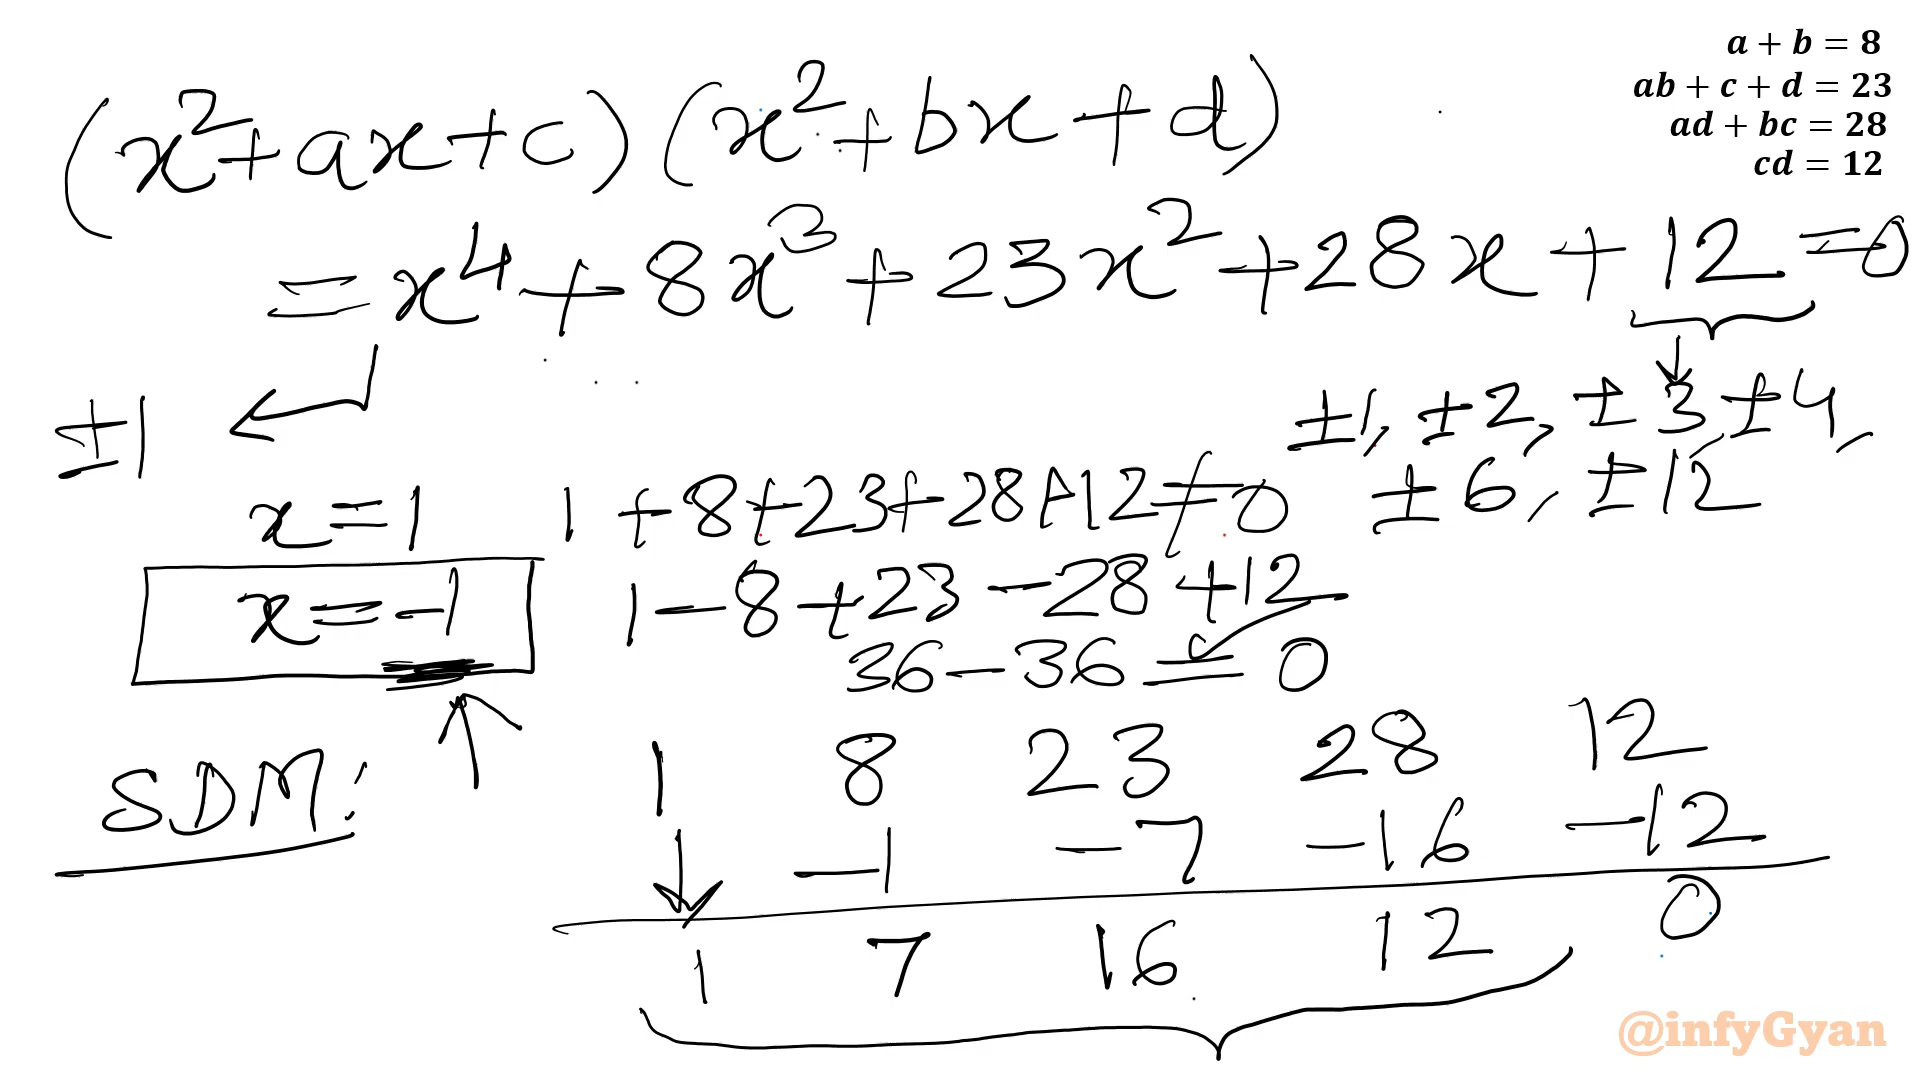 a + b = 8
ab + c + d = 23
ad + bc = 28
cd = 12
(x²+ax+c)(x²+bx+d)
= x⁴ + 8x³ + 23x² + 28x + 12 = 0
±1
±1, ±2, ±3, ±4,
±6, ±12
x = 1   1 + 8 + 23 + 28 + 12 ≠ 0
x = -1   1 - 8 + 23 - 28 + 12
36 - 36 = 0
SDM:
1 8 23 28 12
-1 -7 -16 -12
1 7 16 12 0
@infyGyan